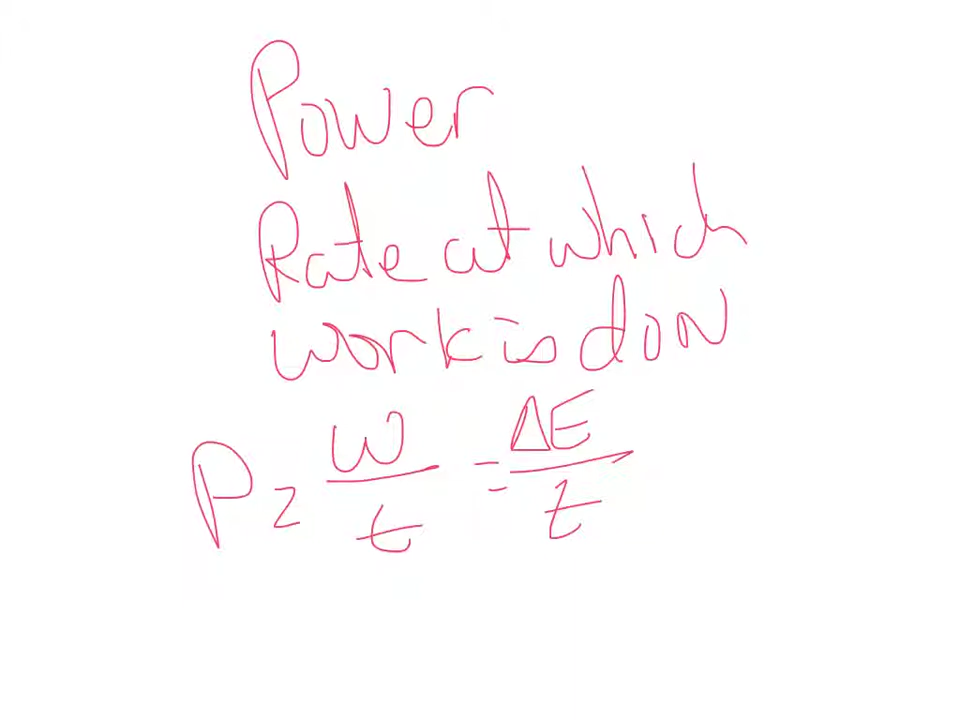 Power
Rate at which
work is don
P = W/t = ΔE/t